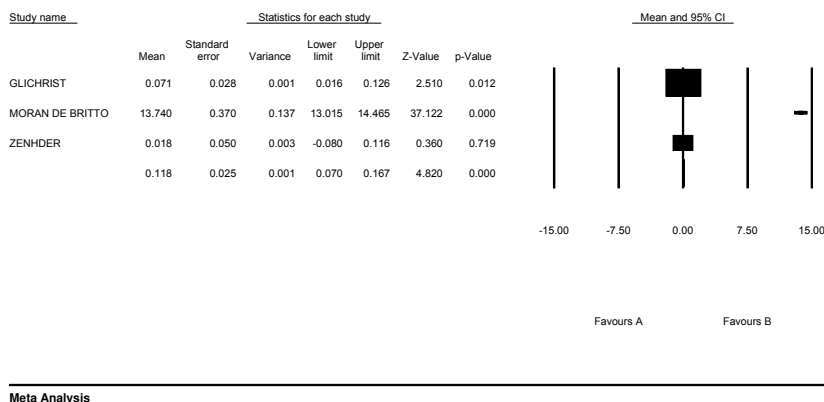 Study name Statistics for each study Mean and 95% CI
Standard Lower Upper
Mean error Variance limit limit Z-Value p-Value
GLICHRIST 0.071 0.028 0.001 0.016 0.126 2.510 0.012
MORAN DE BRITTO 13.740 0.370 0.137 13.015 14.465 37.122 0.000
ZENHDER 0.018 0.050 0.003 -0.080 0.116 0.360 0.719
0.118 0.025 0.001 0.070 0.167 4.820 0.000
-15.00 -7.50 0.00 7.50 15.00
Favours A Favours B
Meta Analysis